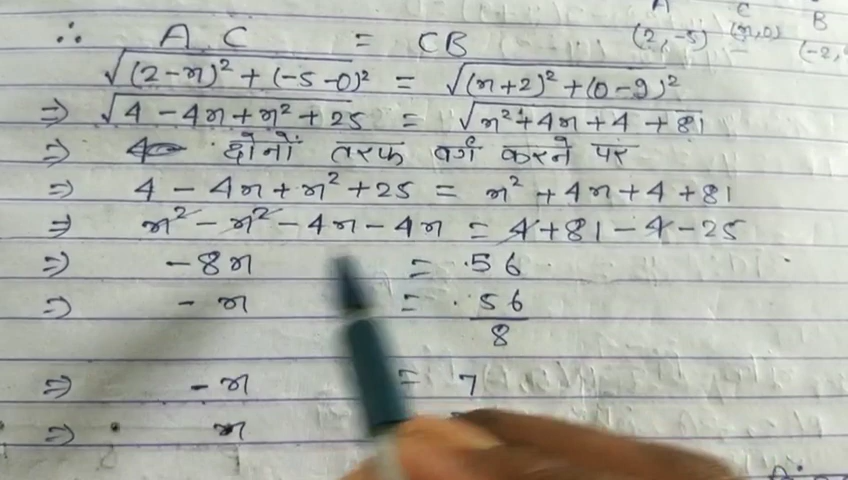 A C B
∴ A C = CB (2,-5) (x,0) (-2,
√(2-x)² + (-5-0)² = √(x+2)² + (0-9)²
⇒ √4 - 4x + x² + 25 = √x² + 4x + 4 + 81
⇒ दोनों तरफ वर्ग करने पर
⇒ 4 - 4x + x² + 25 = x² + 4x + 4 + 81
⇒ x² - x² - 4x - 4x = 4 + 81 - 4 - 25
⇒ -8x = 56
⇒ -x = 56/8
⇒ -x = 7
⇒ x